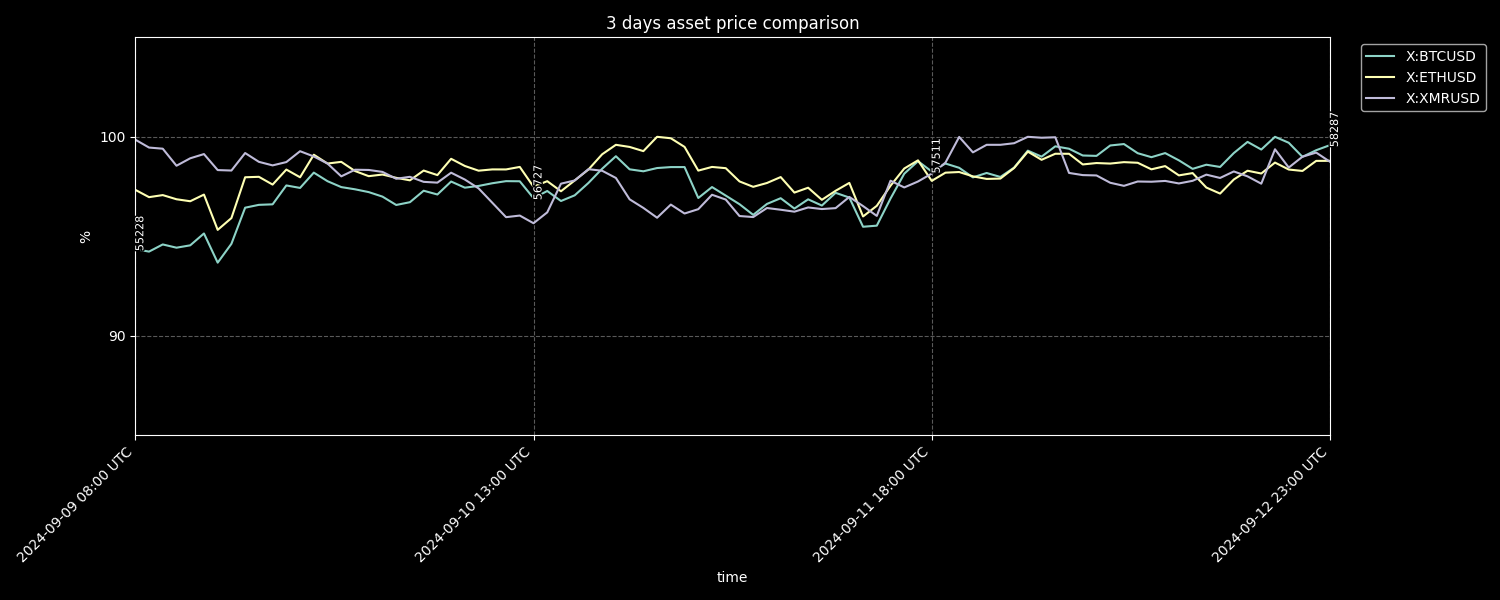 3 days asset price comparison
X:BTCUSD
X:ETHUSD
X:XMRUSD
100
90
%
55228
56727
57511
58287
2024-09-09 08:00 UTC
2024-09-10 13:00 UTC
2024-09-11 18:00 UTC
2024-09-12 23:00 UTC
time